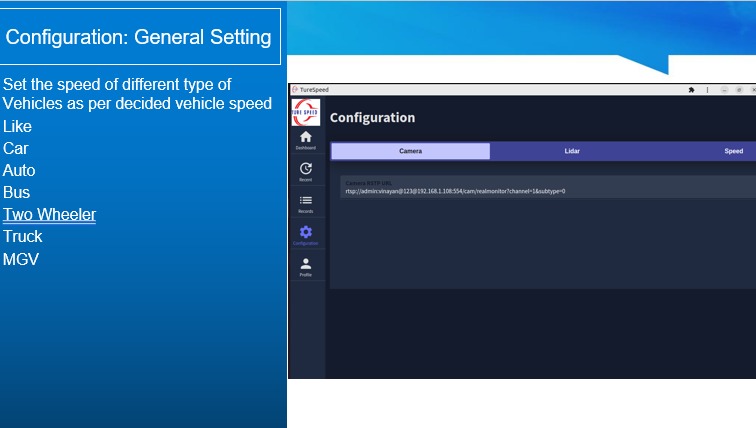 Configuration: General Setting
Set the speed of different type of
Vehicles as per decided vehicle speed
Like
Car
Auto
Bus
Two Wheeler
Truck
MGV
TureSpeed
TURE SPEED
Configuration
Dashboard
Recent
Records
Configuration
Profile
Camera
Lidar
Speed
Camera RSTP URL
rtsp://admin:vinayan@123@192.168.1.108:554/cam/realmonitor?channel=1&subtype=0